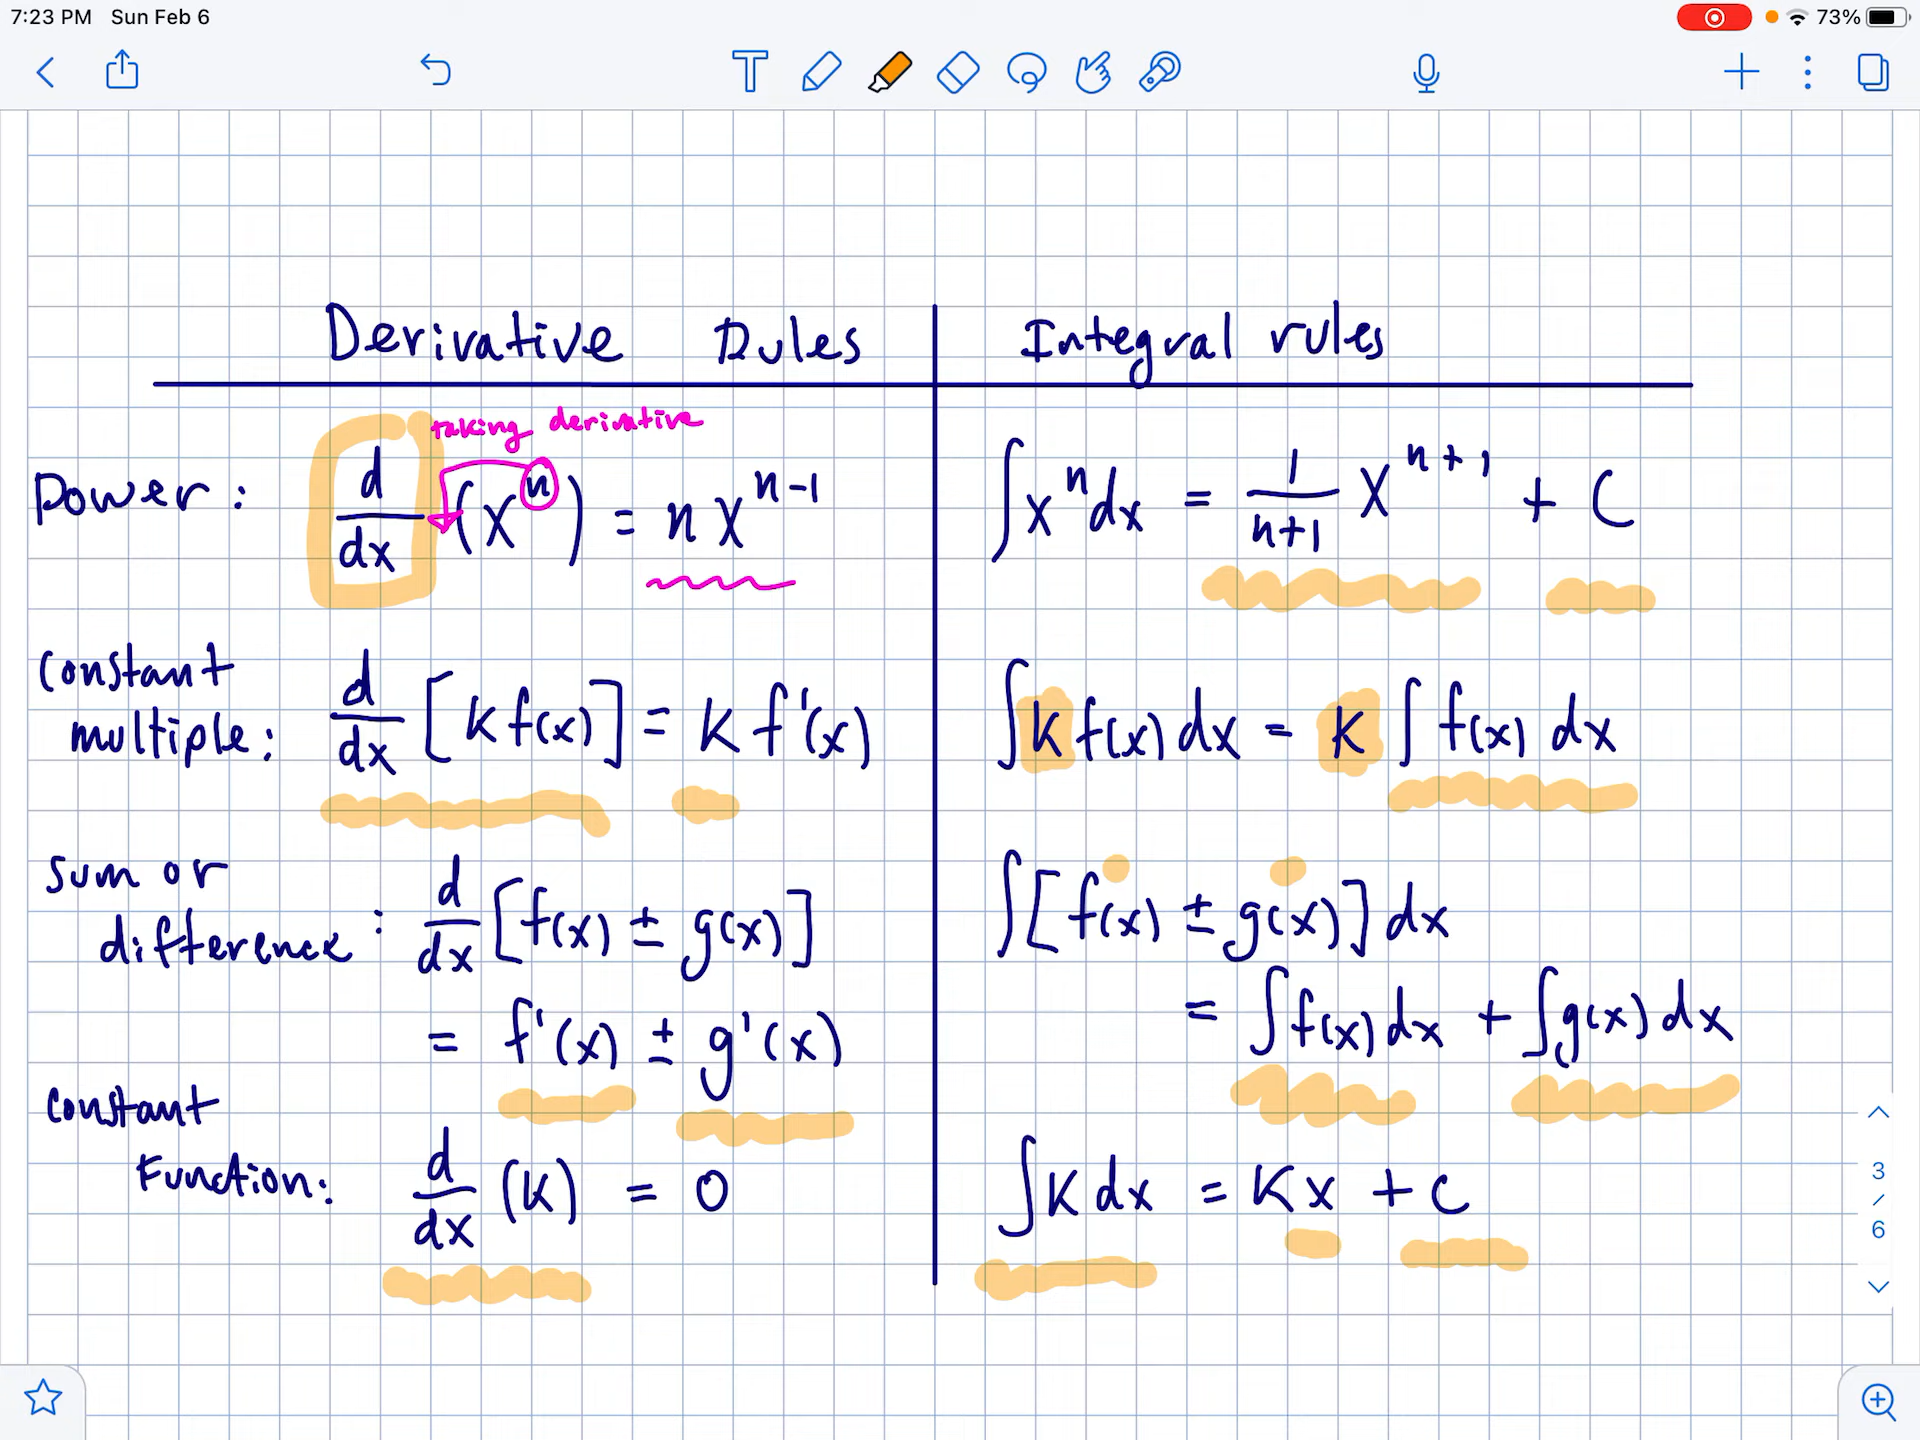 7:23 PM Sun Feb 6
73%
T
Derivative Rules
Integral rules
taking derivative
Power: d/dx (x^n) = n x^(n-1)
∫x^n dx = 1/(n+1) x^(n+1) + C
Constant
multiple: d/dx [k f(x)] = k f'(x)
∫k f(x) dx = k ∫ f(x) dx
Sum or
difference: d/dx [f(x) ± g(x)]
= f'(x) ± g'(x)
∫[f(x) ± g(x)] dx
= ∫f(x) dx + ∫g(x) dx
Constant
Function: d/dx (k) = 0
∫k dx = kx + c
3
/
6